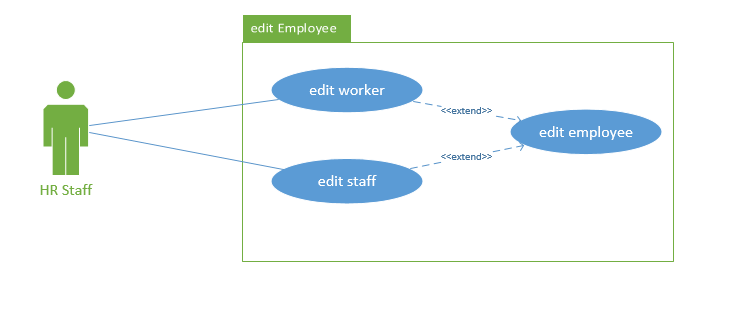 edit Employee
edit worker
<<extend>>
edit employee
<<extend>>
edit staff
HR Staff